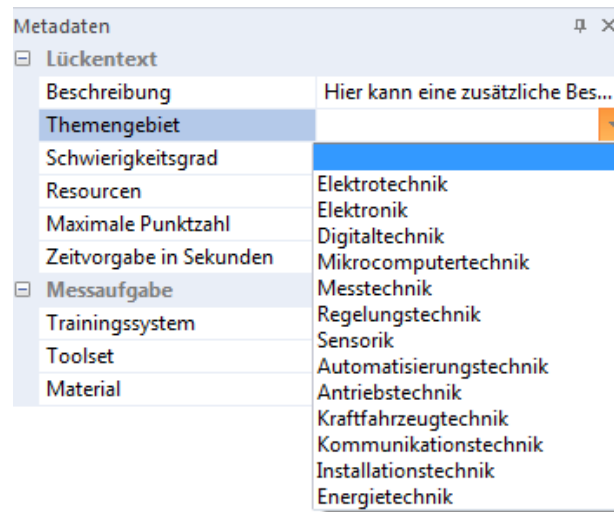 Metadaten
Lückentext
Beschreibung Hier kann eine zusätzliche Bes...
Themengebiet
Schwierigkeitsgrad
Elektrotechnik
Resourcen
Elektronik
Maximale Punktzahl
Digitaltechnik
Zeitvorgabe in Sekunden
Mikrocomputertechnik
Messaufgabe
Messtechnik
Trainingssystem
Regelungstechnik
Sensorik
Toolset
Automatisierungstechnik
Material
Antriebstechnik
Kraftfahrzeugtechnik
Kommunikationstechnik
Installationstechnik
Energietechnik